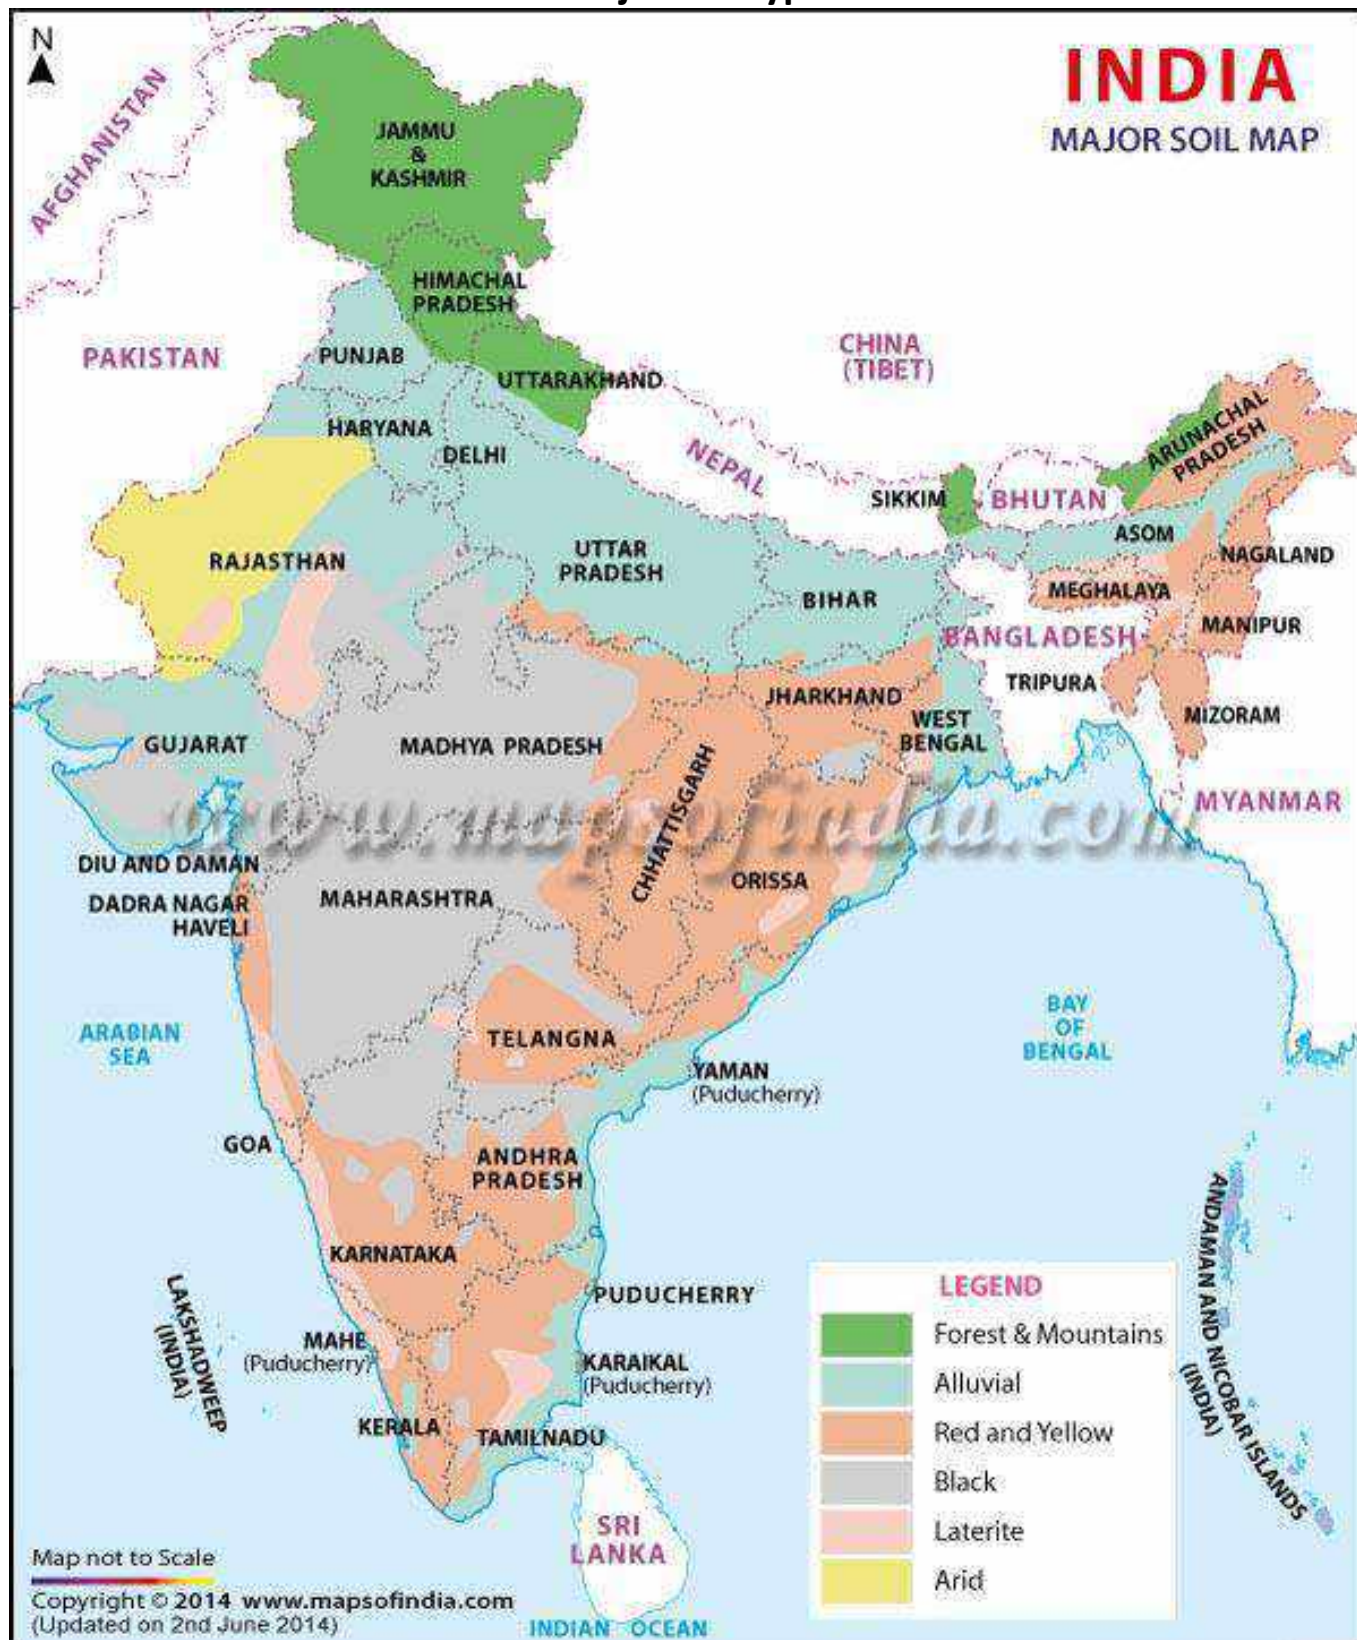 N
INDIA
MAJOR SOIL MAP
AFGHANISTAN
JAMMU
&
KASHMIR
HIMACHAL
PRADESH
PAKISTAN
PUNJAB
CHINA
(TIBET)
UTTARAKHAND
HARYANA
DELHI
NEPAL
SIKKIM
BHUTAN
ARUNACHAL
PRADESH
ASOM
NAGALAND
RAJASTHAN
UTTAR
PRADESH
BIHAR
MEGHALAYA
MANIPUR
BANGLADESH
TRIPURA
MIZORAM
JHARKHAND
WEST
BENGAL
GUJARAT
MADHYA PRADESH
CHHATTISGARH
MYANMAR
www.mapsofindia.com
DIU AND DAMAN
DADRA NAGAR
HAVELI
MAHARASHTRA
ORISSA
ARABIAN
SEA
TELANGNA
BAY
OF
BENGAL
YAMAN
(Puducherry)
GOA
ANDHRA
PRADESH
KARNATAKA
LAKSHADWEEP
(INDIA)
PUDUCHERRY
MAHE
(Puducherry)
KARAIKAL
(Puducherry)
KERALA
TAMILNADU
ANDAMAN AND NICOBAR ISLANDS
(INDIA)
LEGEND
Forest & Mountains
Alluvial
Red and Yellow
Black
Laterite
Arid
SRI
LANKA
INDIAN OCEAN
Map not to Scale
Copyright © 2014 www.mapsofindia.com
(Updated on 2nd June 2014)